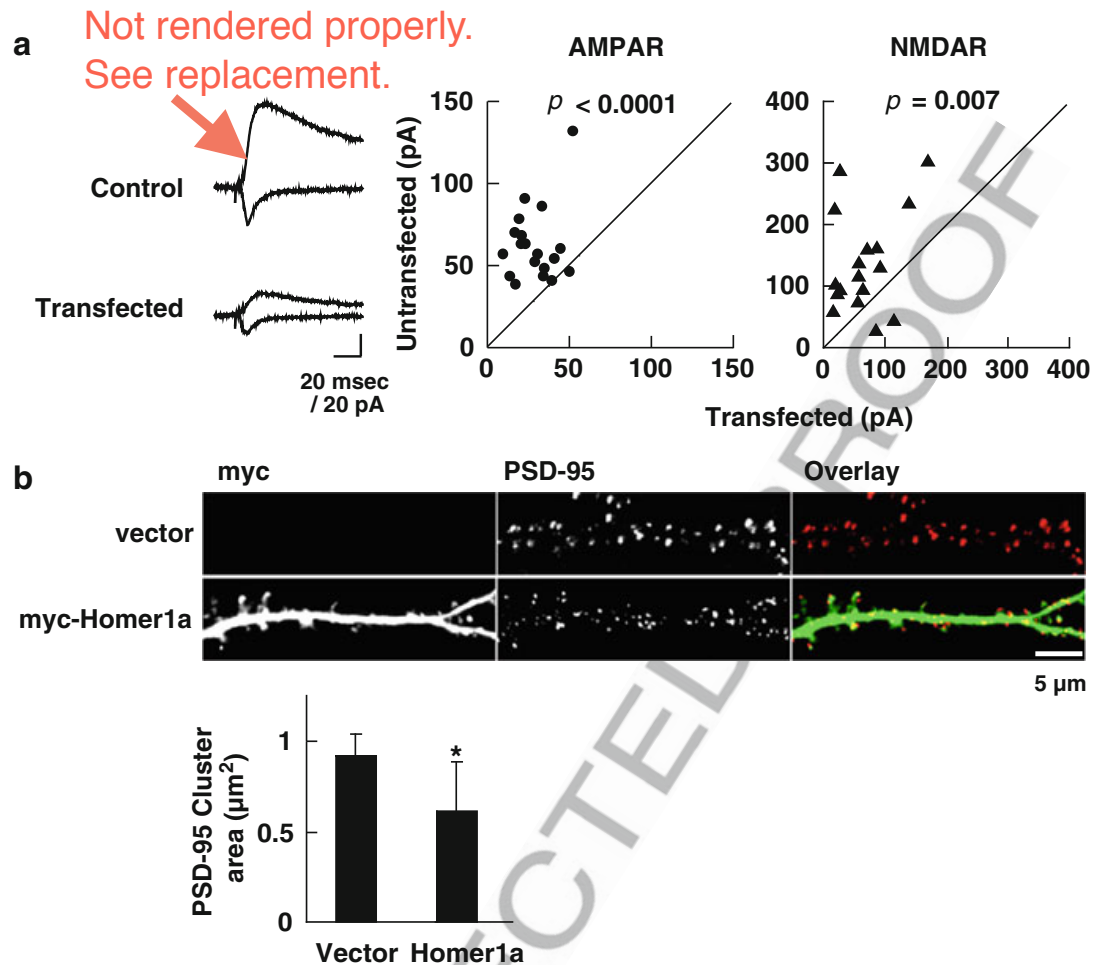 Not rendered properly.
See replacement.
a
Control
Transfected
20 msec
/ 20 pA
AMPAR
p < 0.0001
Untransfected (pA)
150
100
50
0
0 50 100 150
NMDAR
p = 0.007
400
300
200
100
0
0 100 200 300 400
Transfected (pA)
b
myc PSD-95 Overlay
vector
myc-Homer1a
5 µm
PSD-95 Cluster
area (µm²)
1
0.5
0
*
Vector Homer1a
ECTED PROOF